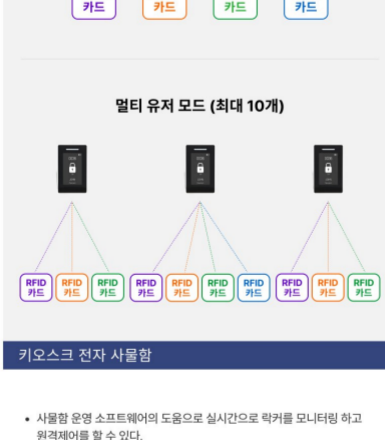 카드 카드 카드 카드
멀티 유저 모드 (최대 10개)
RFID RFID RFID RFID RFID RFID RFID RFID RFID RFID
카드 카드 카드 카드 카드 카드 카드 카드 카드 카드
키오스크 전자 사물함
• 사물함 운영 소프트웨어의 도움으로 실시간으로 락커를 모니터링 하고
원격제어를 할 수 있다.